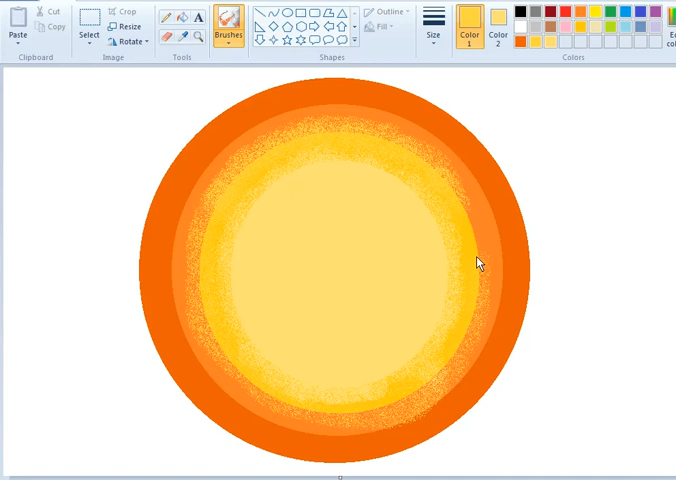 Paste
Cut
Copy
Clipboard
Select
Crop
Resize
Rotate
Image
A
Tools
Brushes
Outline
Fill
Shapes
Size
Color
1
Color
2
Colors